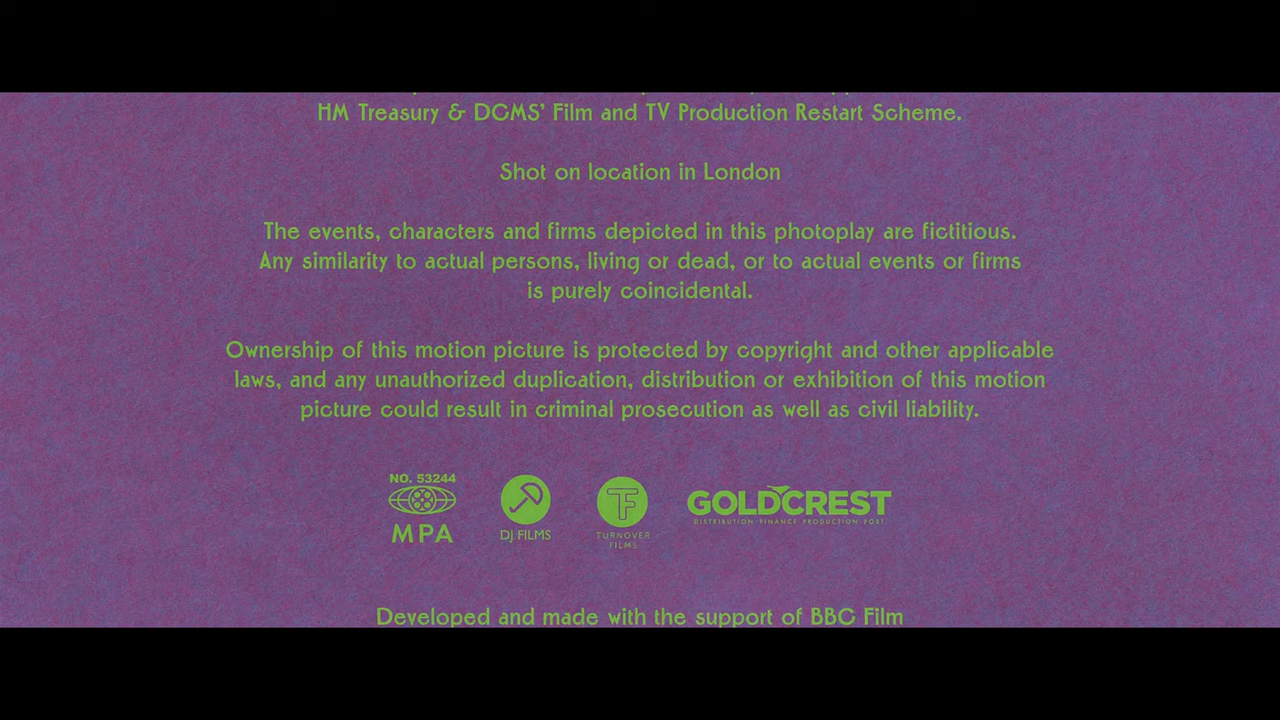 HM Treasury & DCMS' Film and TV Production Restart Scheme.
Shot on location in London
The events, characters and firms depicted in this photoplay are fictitious.
Any similarity to actual persons, living or dead, or to actual events or firms
is purely coincidental.
Ownership of this motion picture is protected by copyright and other applicable
laws, and any unauthorized duplication, distribution or exhibition of this motion
picture could result in criminal prosecution as well as civil liability.
NO. 53244
MPA
DJ FILMS
TF
TURNOVER
FILMS
GOLDCREST
DISTRIBUTION FINANCE PRODUCTION POST
Developed and made with the support of BBC Film